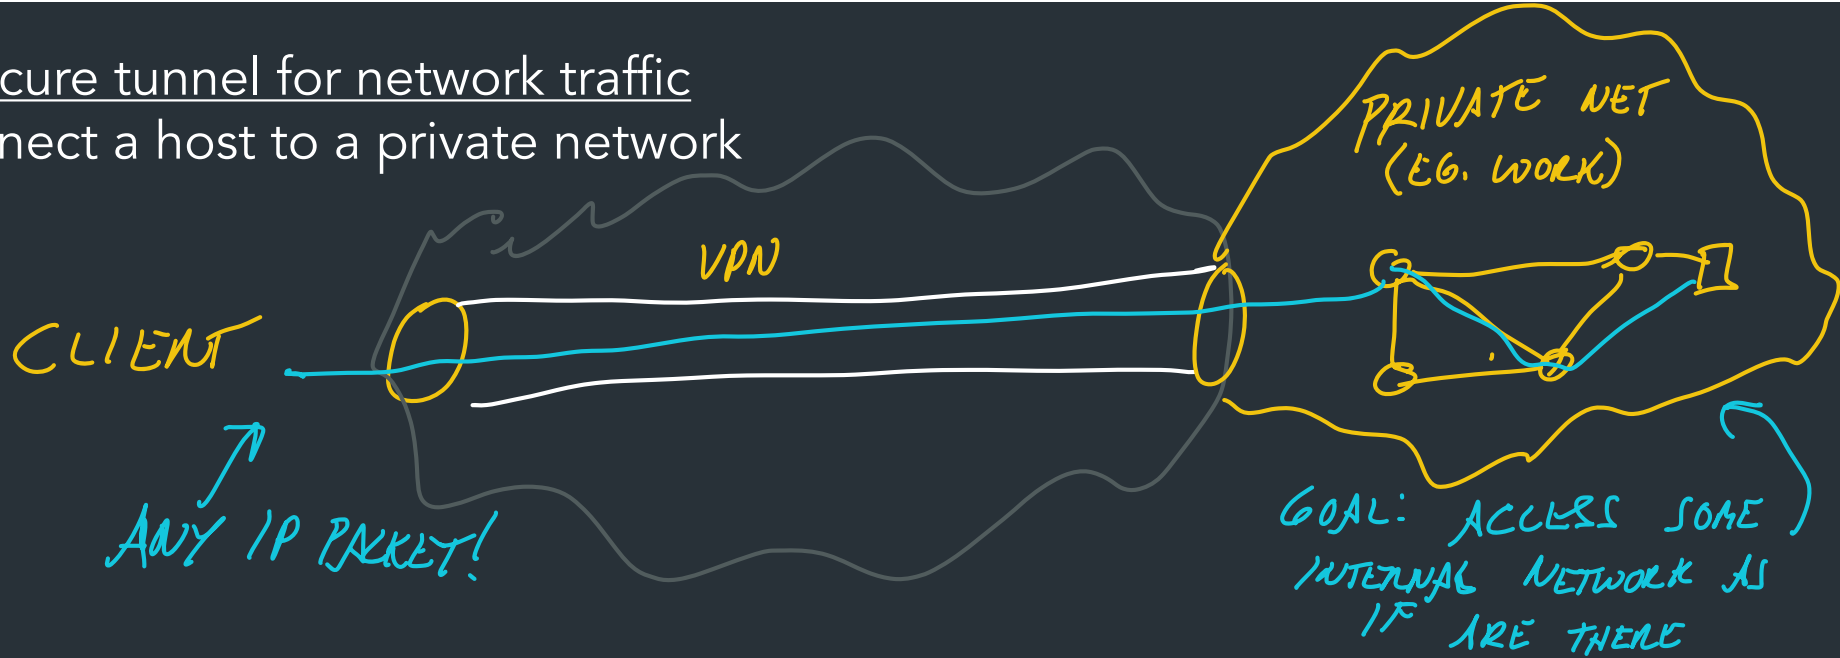 cure tunnel for network traffic
nect a host to a private network
PRIVATE NET
(EG. WORK)
VPN
CLIENT
ANY IP PACKET!
GOAL: ACCESS SOME
INTERNAL NETWORK AS
IF ARE THERE